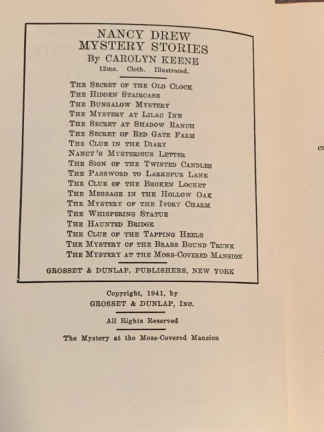 NANCY DREW
MYSTERY STORIES
By CAROLYN KEENE
12mo. Cloth. Illustrated.
The Secret of the Old Clock
The Hidden Staircase
The Bungalow Mystery
The Mystery at Lilac Inn
The Secret at Shadow Ranch
The Secret of Red Gate Farm
The Clue in the Diary
Nancy's Mysterious Letter
The Sign of the Twisted Candles
The Password to Larkspur Lane
The Clue of the Broken Locket
The Message in the Hollow Oak
The Mystery of the Ivory Charm
The Whispering Statue
The Haunted Bridge
The Clue of the Tapping Heels
The Mystery of the Brass Bound Trunk
The Mystery at the Moss-Covered Mansion
GROSSET & DUNLAP, PUBLISHERS, NEW YORK
Copyright, 1941, by
GROSSET & DUNLAP, Inc.
All Rights Reserved
The Mystery at the Moss-Covered Mansion